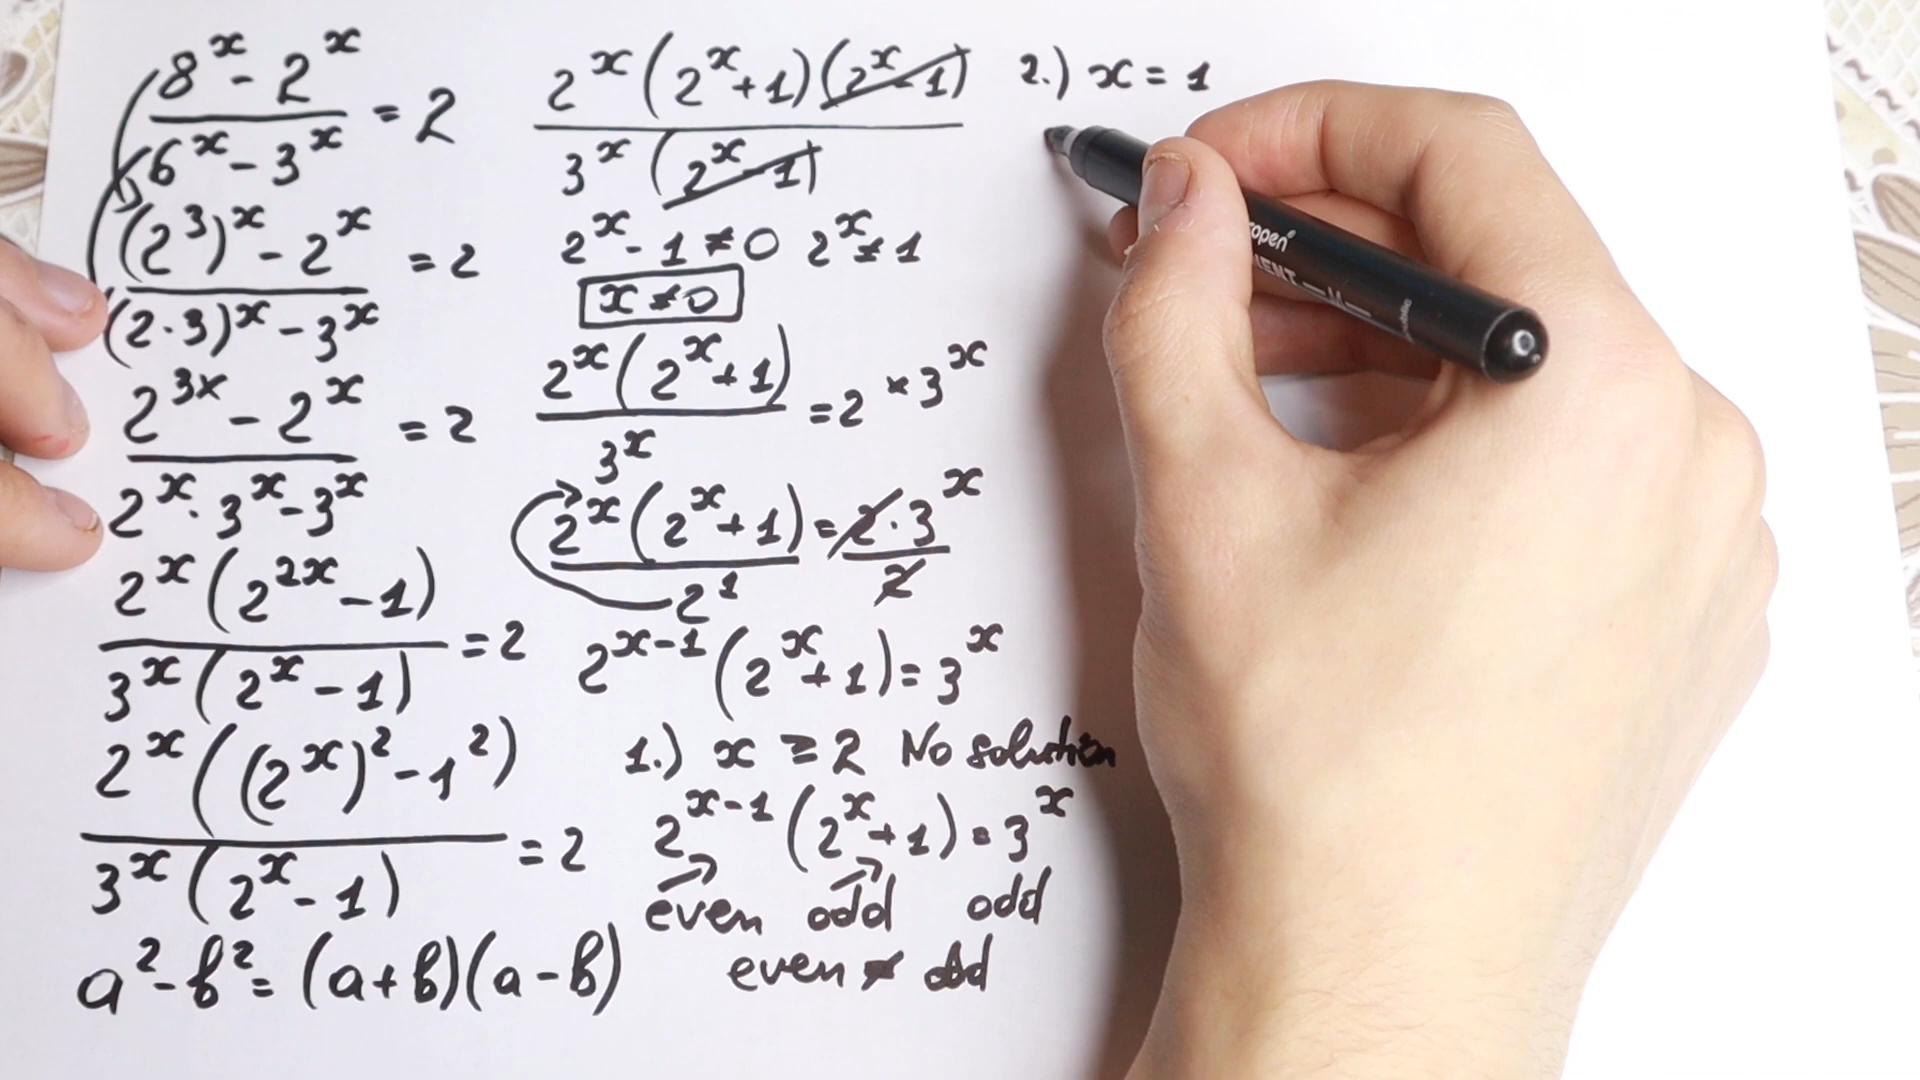 8^x - 2^x
6^x - 3^x
= 2
(2^3)^x - 2^x
(2·3)^x - 3^x
= 2
2^3x - 2^x
2^x · 3^x - 3^x
= 2
2^x (2^2x - 1)
3^x (2^x - 1)
= 2
2^x ((2^x)^2 - 1^2)
3^x (2^x - 1)
= 2
a^2 - b^2 = (a+b)(a-b)
2^x (2^x + 1)(2^x - 1)
3^x (2^x - 1)
2^x - 1 ≠ 0 2^x ≠ 1
x ≠ 0
2^x (2^x + 1)
3^x
= 2 * 3^x
2^x (2^x + 1)
2^1
=
2 · 3^x
2
2^x-1 (2^x + 1) = 3^x
1.) x ≥ 2 No solution
2^x-1 (2^x + 1) = 3^x
even odd odd
even ≠ odd
2.) x = 1
open